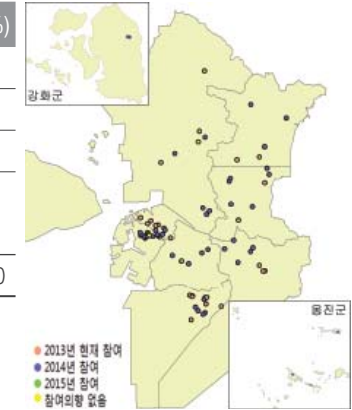 %)
강화군
0
옹진군
2013년 현재 참여
2014년 참여
2015년 참여
참여의향 없음